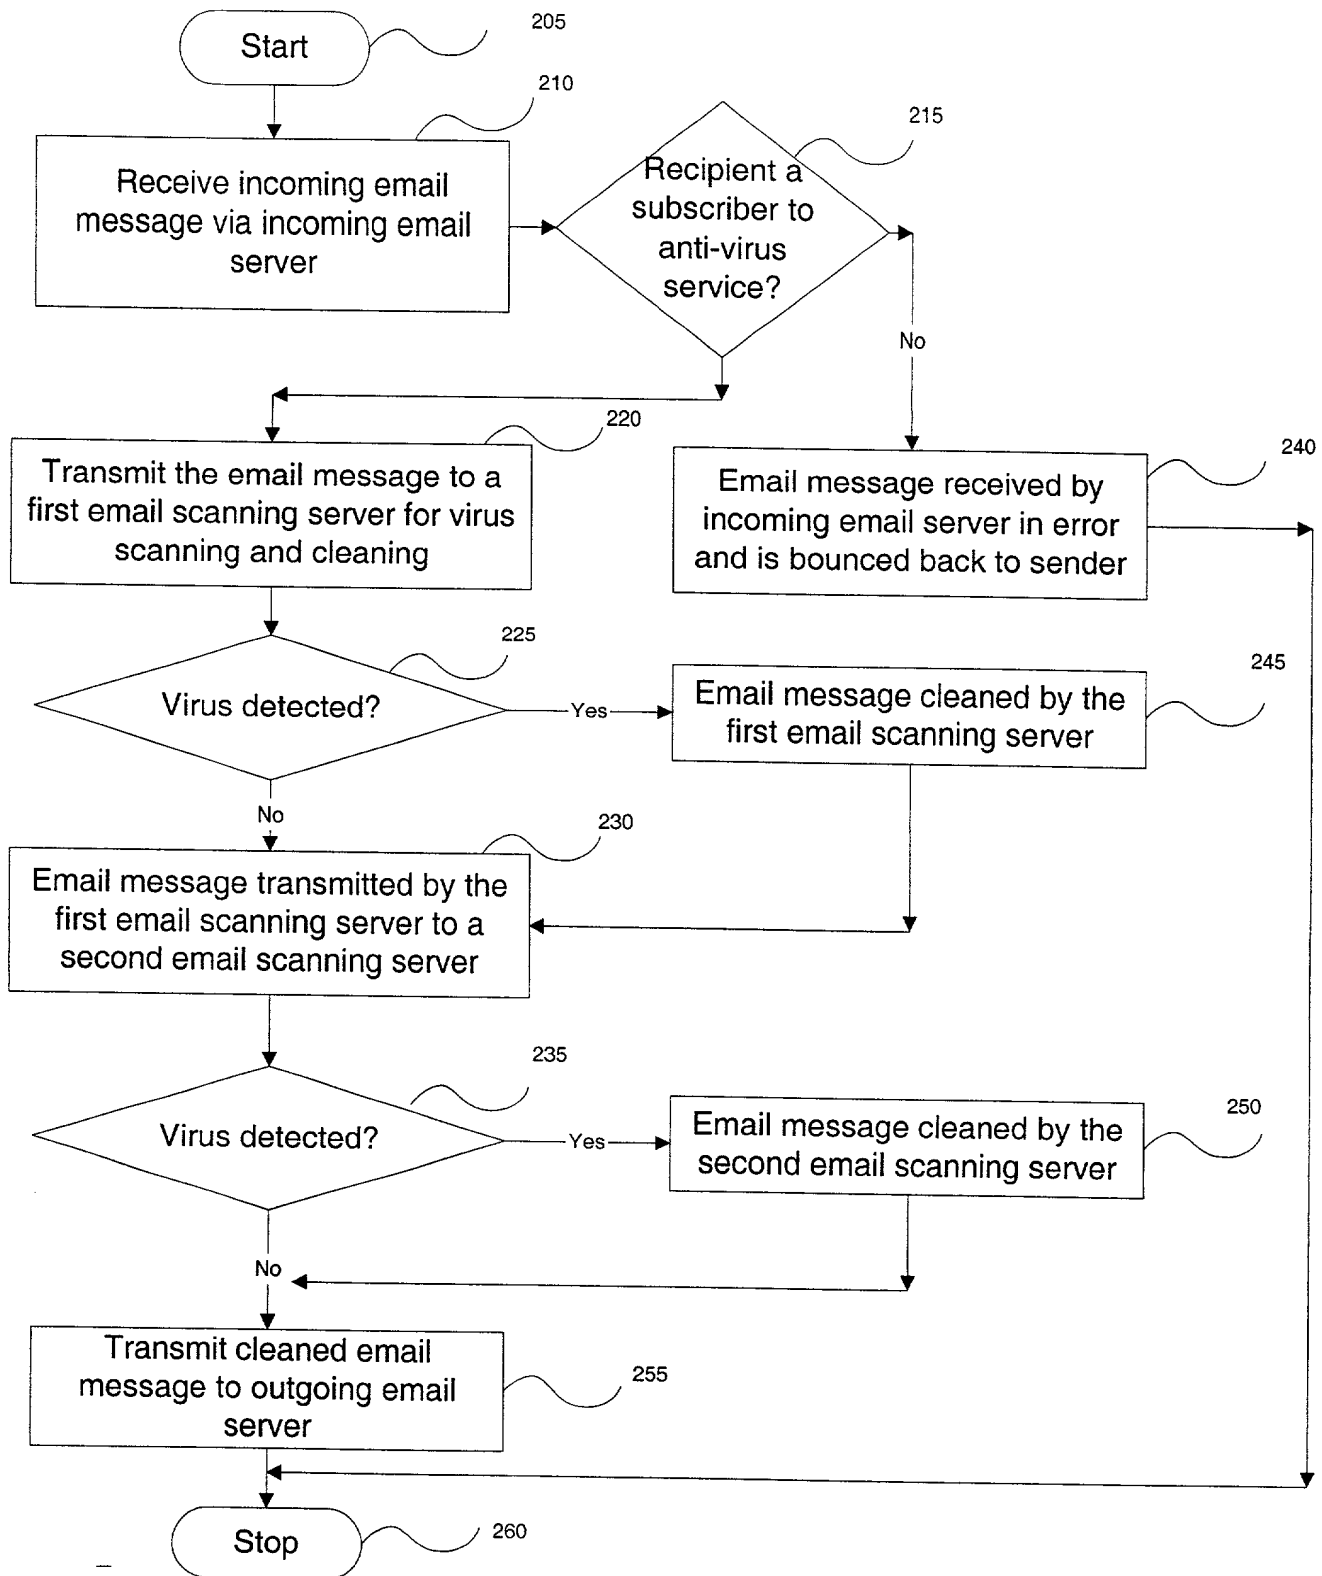 Start
205
210
Receive incoming email
message via incoming email
server
215
Recipient a
subscriber to
anti-virus
service?
No
220
Transmit the email message to a
first email scanning server for virus
scanning and cleaning
240
Email message received by
incoming email server in error
and is bounced back to sender
225
Virus detected?
Yes
245
Email message cleaned by the
first email scanning server
No
230
Email message transmitted by the
first email scanning server to a
second email scanning server
235
Virus detected?
Yes
250
Email message cleaned by the
second email scanning server
No
Transmit cleaned email
message to outgoing email
server
255
Stop
260